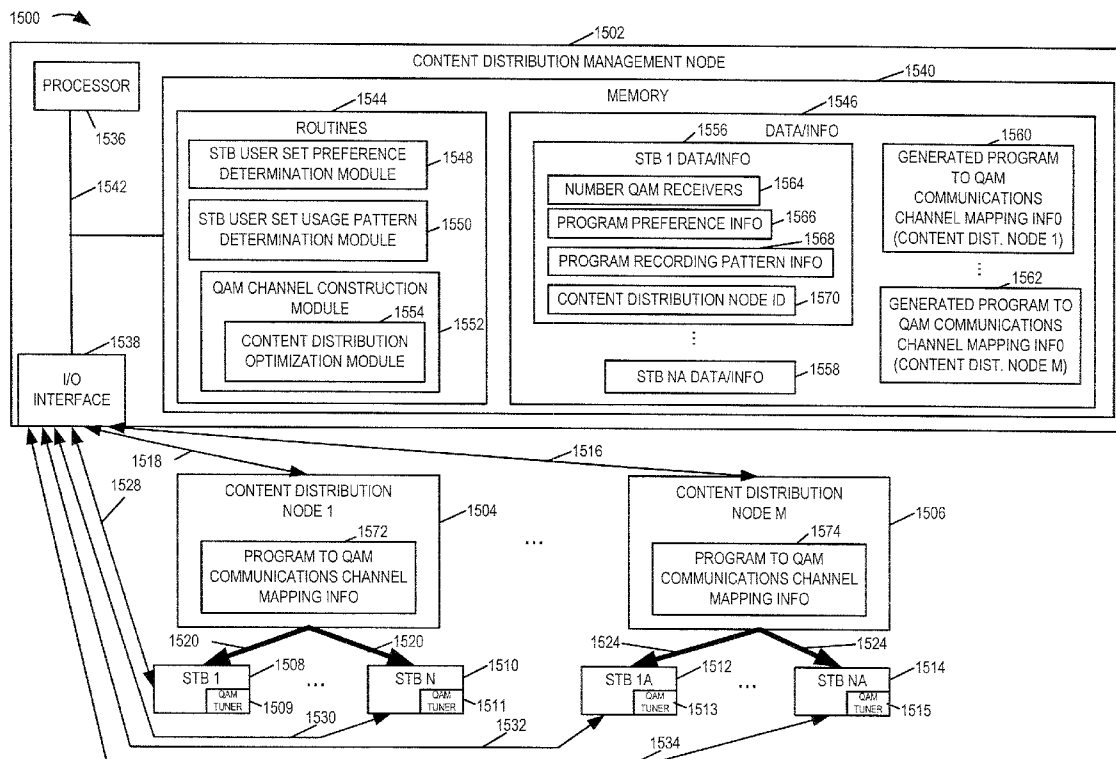 1500
1502
CONTENT DISTRIBUTION MANAGEMENT NODE
PROCESSOR
1536
1542
1538
I/O
INTERFACE
1540
MEMORY
1544
ROUTINES
STB USER SET PREFERENCE
DETERMINATION MODULE
1548
STB USER SET USAGE PATTERN
DETERMINATION MODULE
1550
QAM CHANNEL CONSTRUCTION
MODULE
1552
1554
CONTENT DISTRIBUTION
OPTIMIZATION MODULE
1546
DATA/INFO
1556
STB 1 DATA/INFO
NUMBER QAM RECEIVERS
1564
PROGRAM PREFERENCE INFO
1566
1568
PROGRAM RECORDING PATTERN INFO
CONTENT DISTRIBUTION NODE ID
1570
⋮
STB NA DATA/INFO
1558
1560
GENERATED PROGRAM
TO QAM
COMMUNICATIONS
CHANNEL MAPPING INF0
(CONTENT DIST. NODE 1)
⋮
1562
GENERATED PROGRAM TO
QAM COMMUNICATIONS
CHANNEL MAPPING INF0
(CONTENT DIST. NODE M)
1518
1516
1528
CONTENT DISTRIBUTION
NODE 1
1504
1572
PROGRAM TO QAM
COMMUNICATIONS CHANNEL
MAPPING INFO
...
CONTENT DISTRIBUTION
NODE M
1506
1574
PROGRAM TO QAM
COMMUNICATIONS CHANNEL
MAPPING INFO
1520
1520
1524
1524
STB 1
1508
QAM
TUNER
1509
...
STB N
1510
QAM
TUNER
1511
STB 1A
1512
QAM
TUNER
1513
...
STB NA
1514
QAM
TUNER
1515
1530
1532
1534